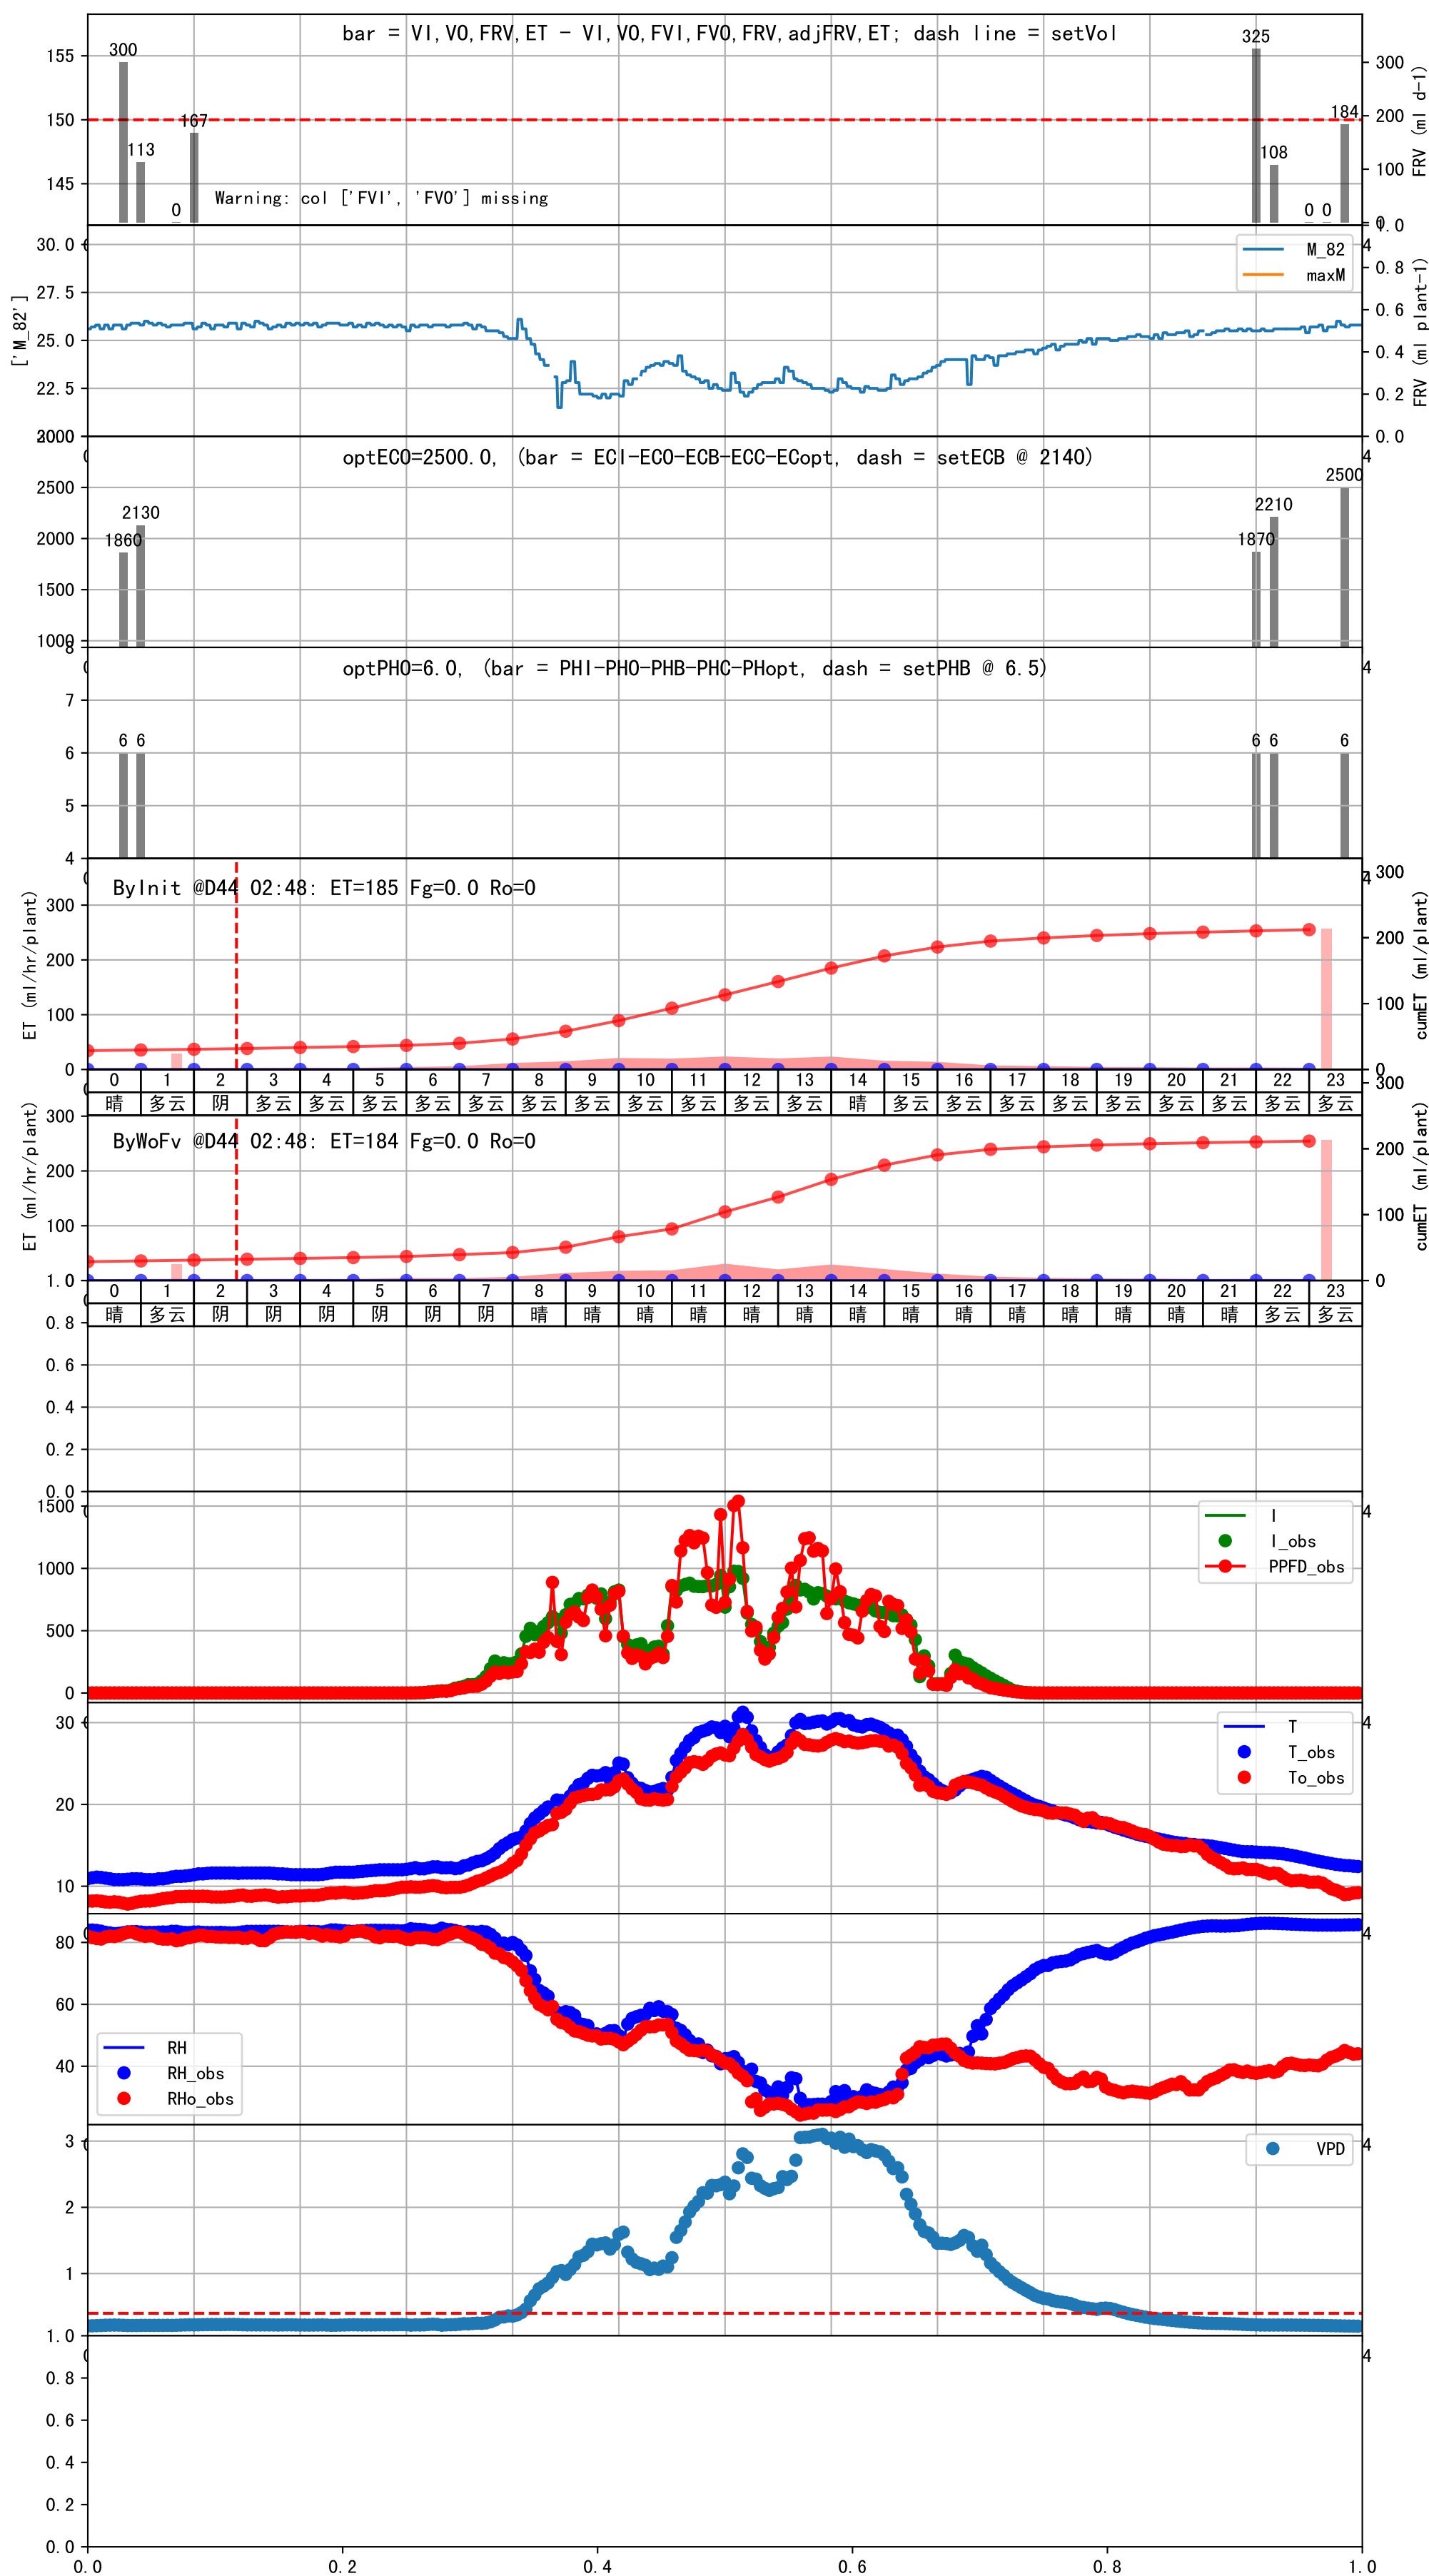 bar = VI,VO,FRV,ET - VI,VO,FVI,FVO,FRV,adjFRV,ET; dash line = setVol
300
113
0
167
325
108
0 0
184
Warning: col ['FVI', 'FVO'] missing
155
150
145
300
200
100
0
FRV (ml d-1)
['M_82']
30.0
27.5
25.0
22.5
M_82
maxM
1.0
0.8
0.6
0.4
0.2
0.0
FRV (ml plant-1)
optECO=2500.0, (bar = ECI-ECO-ECB-ECC-ECopt, dash = setECB @ 2140)
3000
2500
2000
1500
1000
1860
2130
1870
2210
2500
optPHO=6.0, (bar = PHI-PHO-PHB-PHC-PHopt, dash = setPHB @ 6.5)
8
7
6
5
4
6 6
6 6
6
ByInit @D44 02:48: ET=185 Fg=0.0 Ro=0
ET (ml/hr/plant)
300
200
100
0
300
200
100
0
cumET (ml/plant)
0 1 2 3 4 5 6 7 8 9 10 11 12 13 14 15 16 17 18 19 20 21 22 23
晴 多云 阴 多云 多云 多云 多云 多云 多云 多云 多云 多云 多云 多云 晴 多云 多云 多云 多云 多云 多云 多云 多云 多云
ByWoFv @D44 02:48: ET=184 Fg=0.0 Ro=0
ET (ml/hr/plant)
300
200
100
300
200
100
0
cumET (ml/plant)
0 1 2 3 4 5 6 7 8 9 10 11 12 13 14 15 16 17 18 19 20 21 22 23
晴 多云 阴 阴 阴 阴 阴 阴 晴 晴 晴 晴 晴 晴 晴 晴 晴 晴 晴 晴 晴 晴 多云 多云
1.0
0.8
0.6
0.4
0.2
0.0
1500
1000
500
0
I
I_obs
PPFD_obs
30
20
10
T
T_obs
To_obs
80
60
40
RH
RH_obs
RHo_obs
3
2
1
VPD
1.0
0.8
0.6
0.4
0.2
0.0
0.0 0.2 0.4 0.6 0.8 1.0